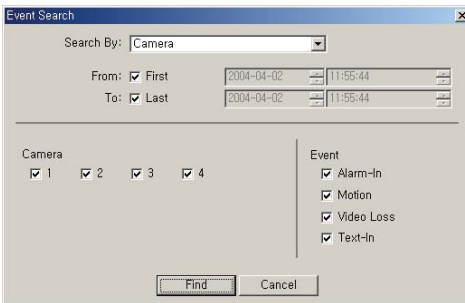 Event Search
Search By: Camera
From: First 2004-04-02 11:55:44
To: Last 2004-04-02 11:55:44
Camera
1 2 3 4
Event
Alarm-In
Motion
Video Loss
Text-In
Find Cancel